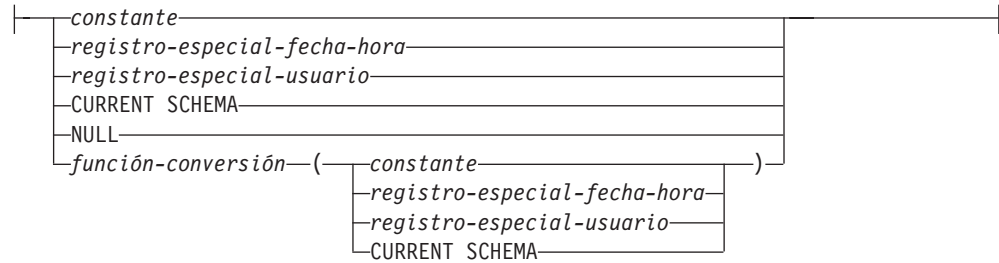 constante
registro-especial-fecha-hora
registro-especial-usuario
CURRENT SCHEMA
NULL
función-conversión ( constante )
registro-especial-fecha-hora
registro-especial-usuario
CURRENT SCHEMA